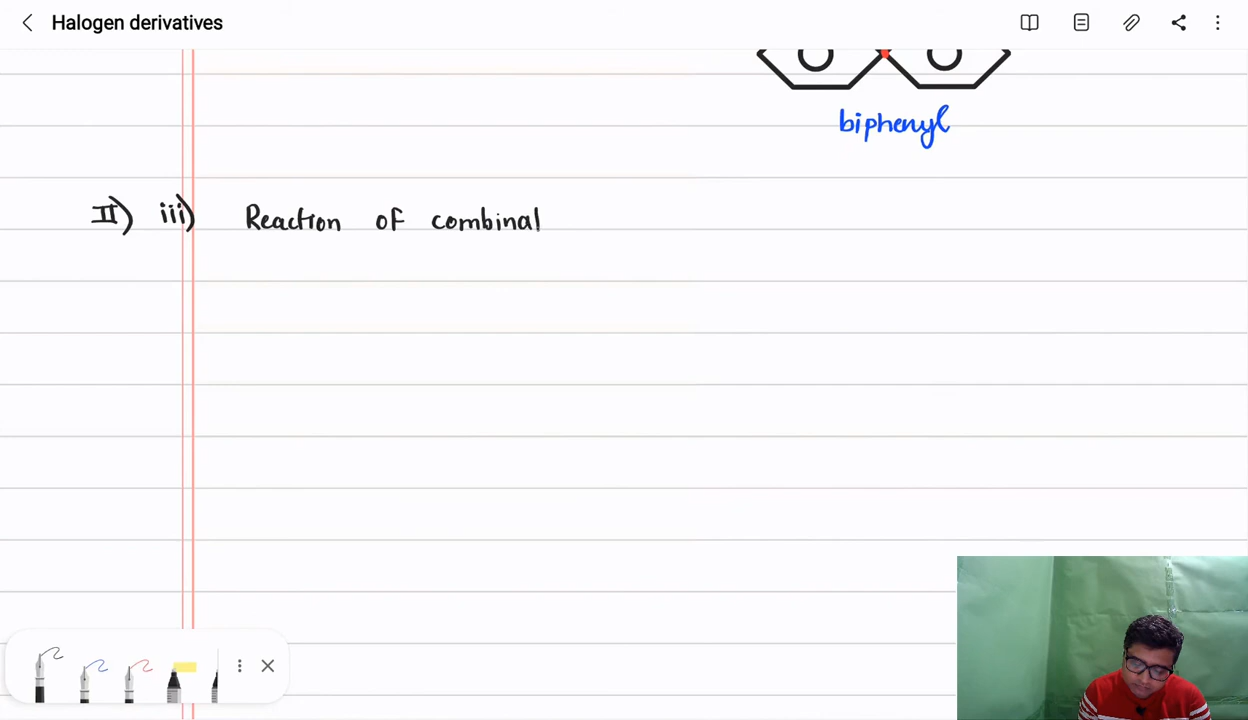 Halogen derivatives
biphenyl
II) iii) Reaction of combinal